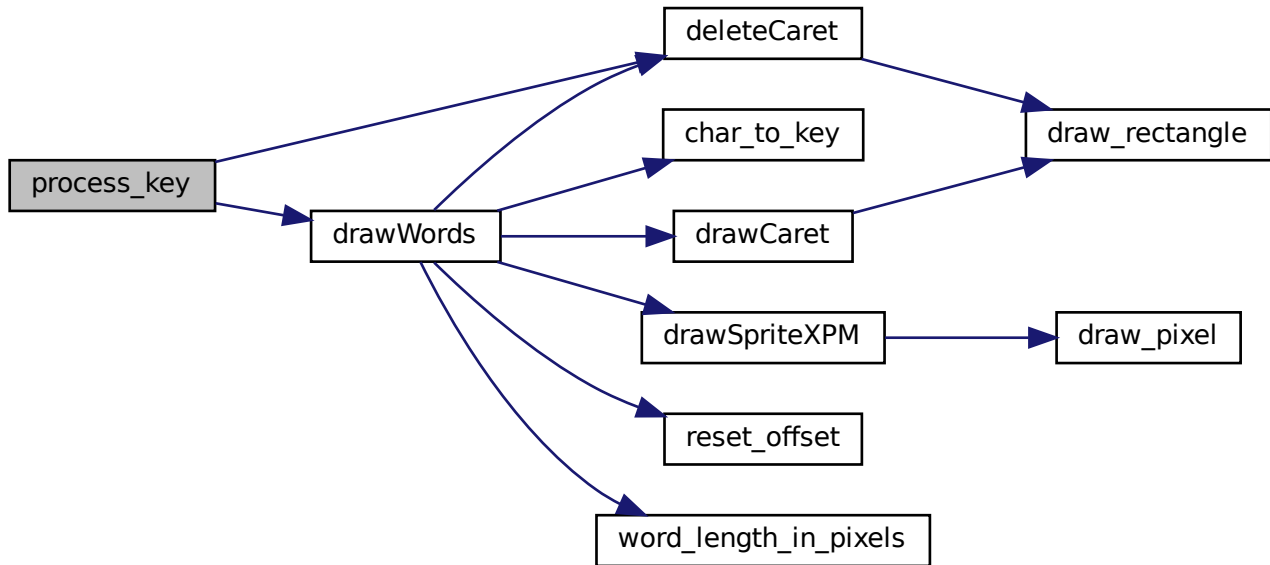 process_key
drawWords
deleteCaret
char_to_key
drawCaret
drawSpriteXPM
reset_offset
word_length_in_pixels
draw_rectangle
draw_pixel